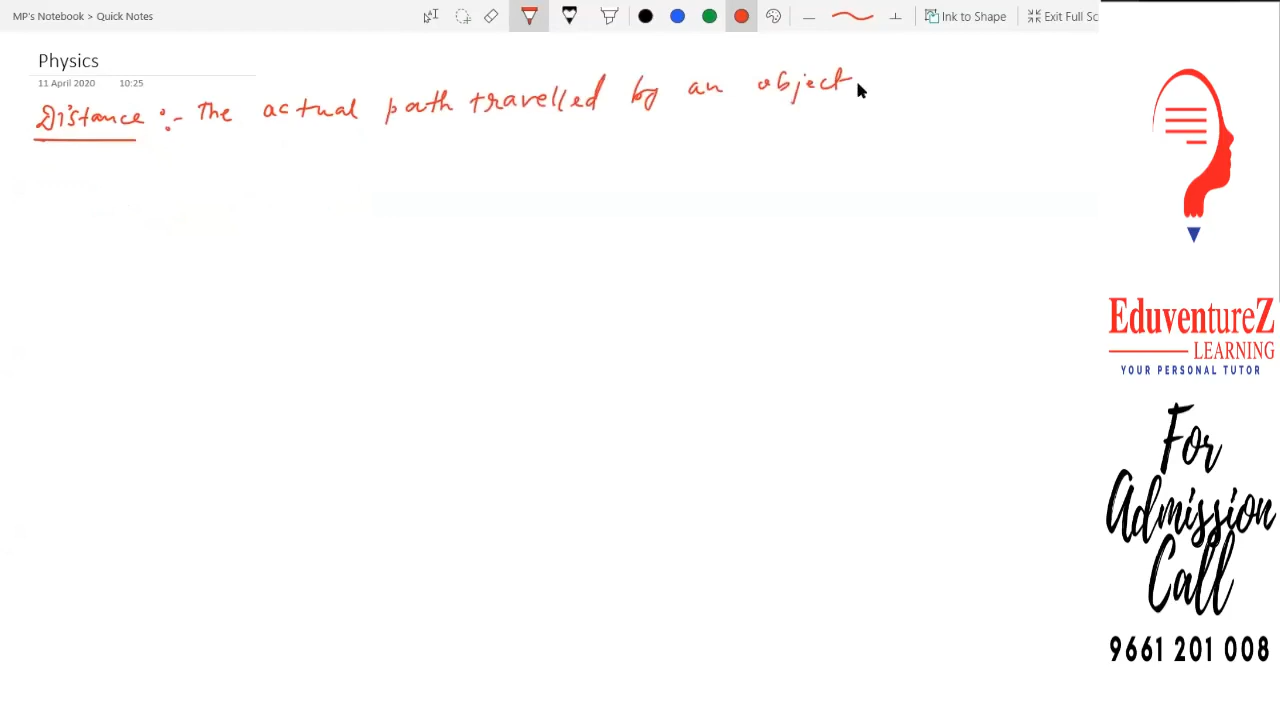 MP's Notebook > Quick Notes
Ink to Shape
Exit Full Sc
Physics
11 April 2020 10:25
Distance :- The actual path travelled by an object
EduventureZ
LEARNING
YOUR PERSONAL TUTOR
For
Admission
Call
9661 201 008